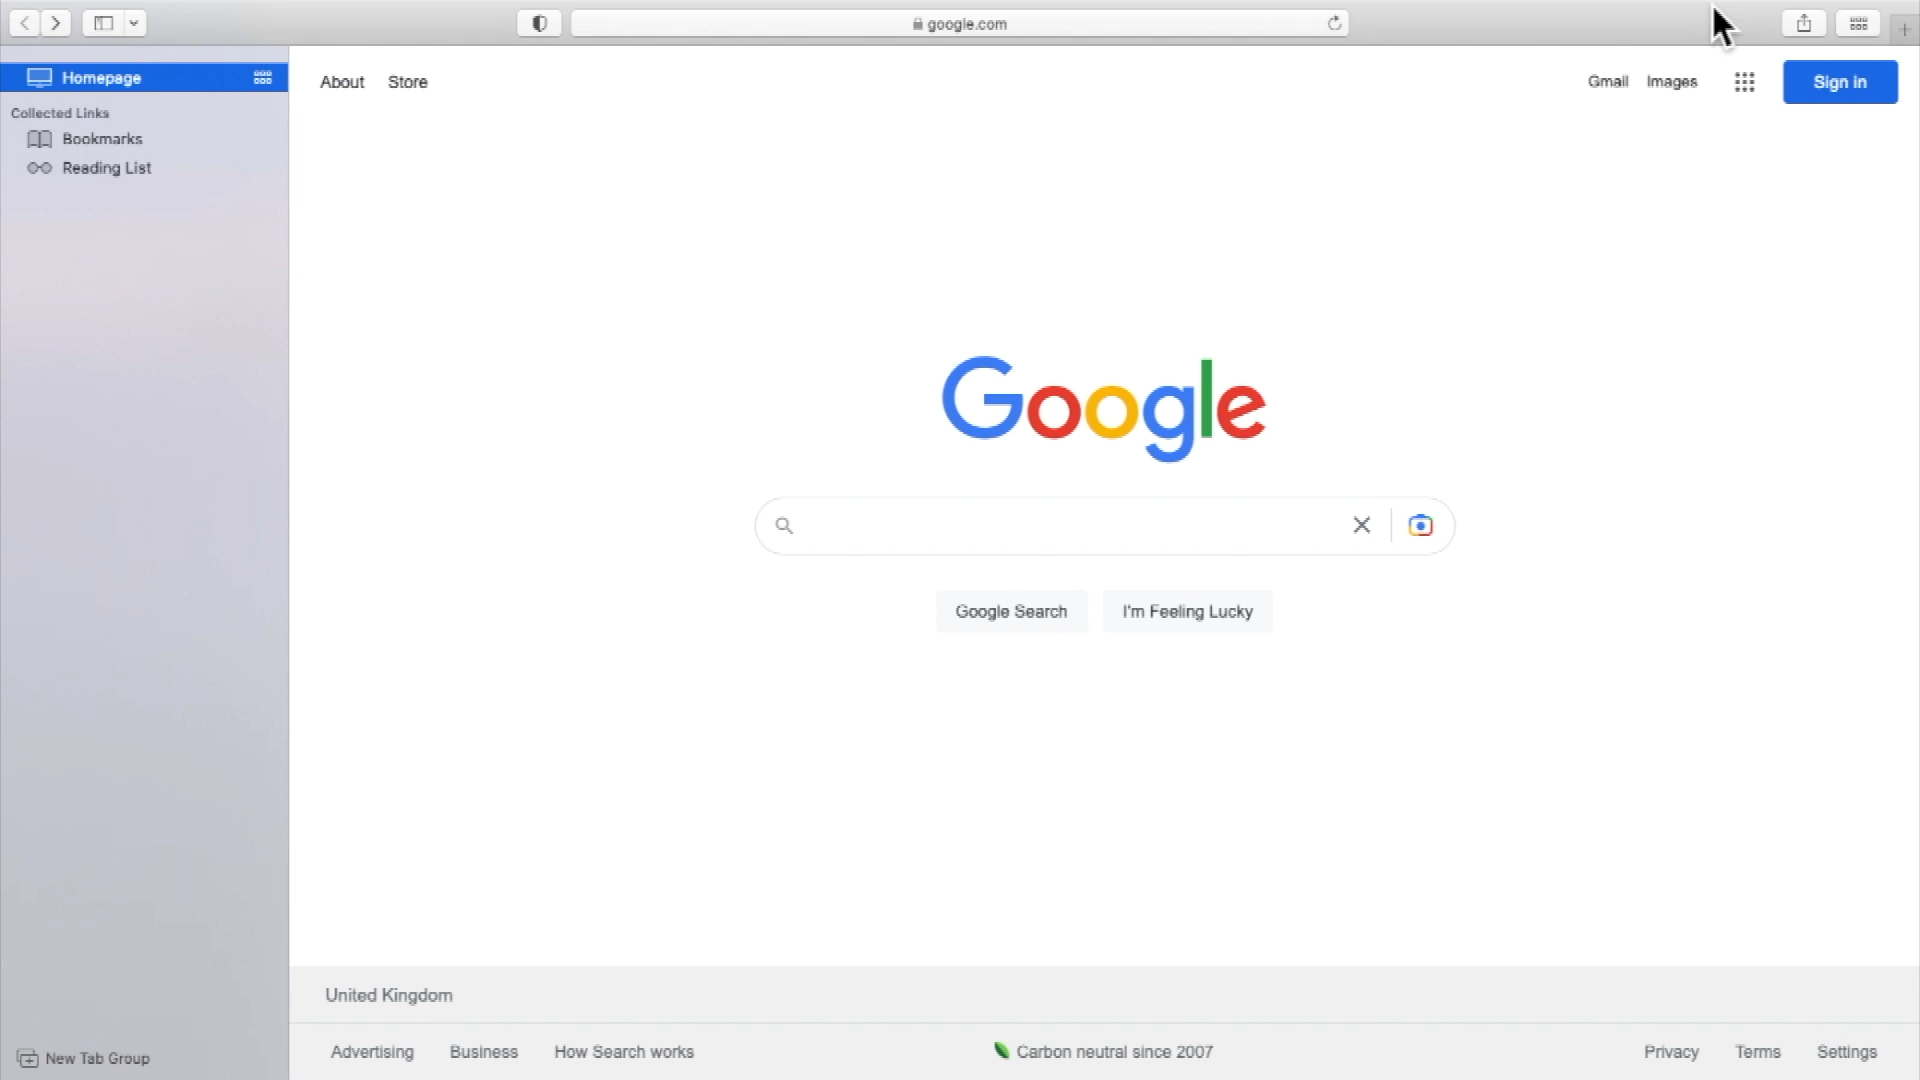 google.com
Homepage
Collected Links
Bookmarks
Reading List
New Tab Group
About Store
Gmail Images Sign in
Google
Google Search I'm Feeling Lucky
United Kingdom
Advertising Business How Search works Carbon neutral since 2007 Privacy Terms Settings